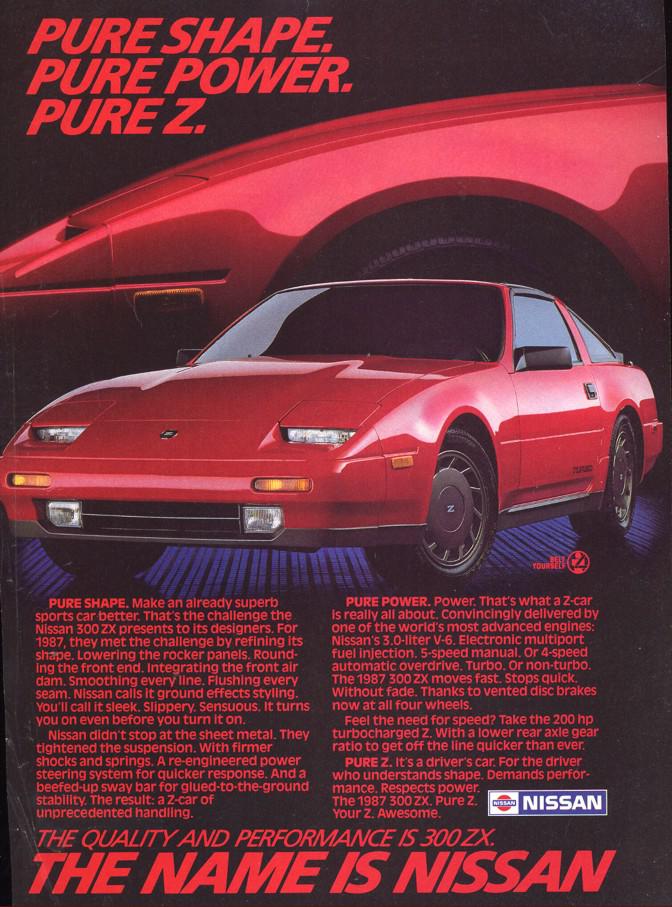 PURE SHAPE.
PURE POWER.
PURE Z.
Z
TURBO
Z
BELT
YOURSELF
PURE SHAPE. Make an already superb
sports car better. That's the challenge the
Nissan 300 ZX presents to its designers. For
1987, they met the challenge by refining its
shape. Lowering the rocker panels. Round-
ing the front end. Integrating the front air
dam. Smoothing every line. Flushing every
seam. Nissan calls it ground effects styling.
You'll call it sleek. Slippery. Sensuous. It turns
you on even before you turn it on.
Nissan didn't stop at the sheet metal. They
tightened the suspension. With firmer
shocks and springs. A re-engineered power
steering system for quicker response. And a
beefed-up sway bar for glued-to-the-ground
stability. The result: a Z-car of
unprecedented handling.
PURE POWER. Power. That's what a Z-car
is really all about. Convincingly delivered by
one of the world's most advanced engines:
Nissan's 3.0-liter V-6. Electronic multiport
fuel injection. 5-speed manual. Or 4-speed
automatic overdrive. Turbo. Or non-turbo.
The 1987 300 ZX moves fast. Stops quick.
Without fade. Thanks to vented disc brakes
now at all four wheels.
Feel the need for speed? Take the 200 hp
turbocharged Z. With a lower rear axle gear
ratio to get off the line quicker than ever.
PURE Z. It's a driver's car. For the driver
who understands shape. Demands perfor-
mance. Respects power.
The 1987 300 ZX. Pure Z.
Your Z. Awesome.
NISSAN NISSAN
THE QUALITY AND PERFORMANCE IS 300 ZX.
THE NAME IS NISSAN